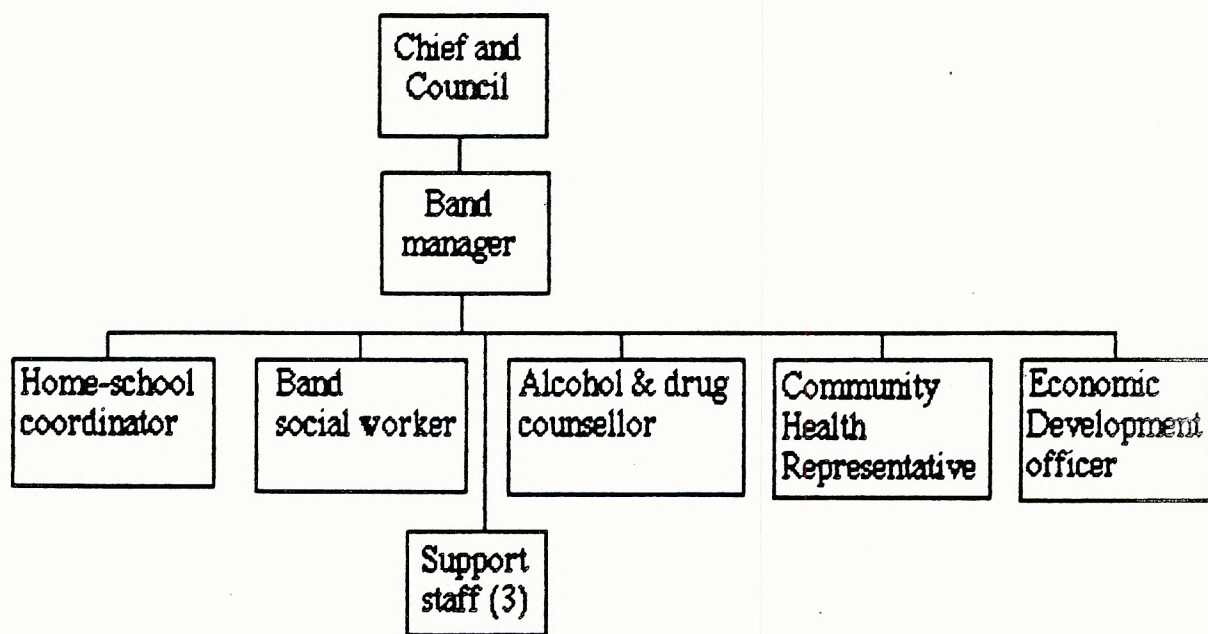 Chief and
Council
Band
manager
Home-school
coordinator
Band
social worker
Alcohol & drug
counsellor
Community
Health
Representative
Economic
Development
officer
Support
staff (3)